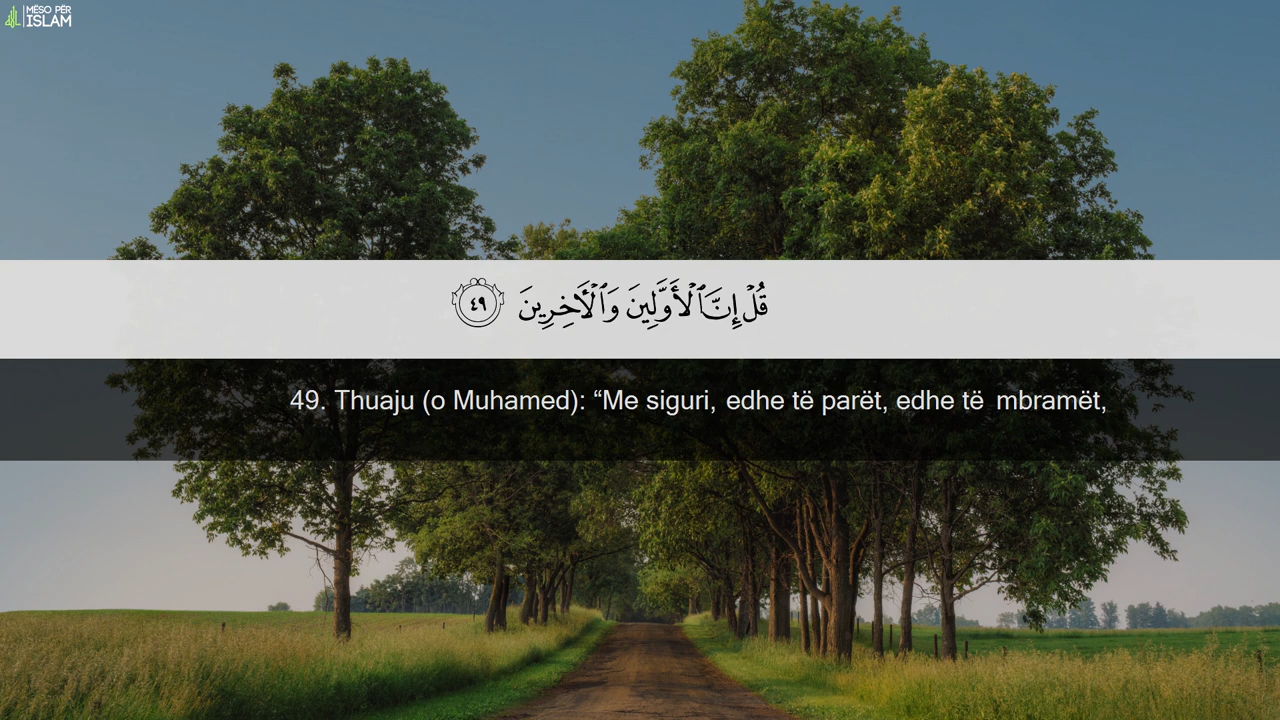 MËSO PËR
ISLAM
قُلْ إِنَّ ٱلْأَوَّلِينَ وَٱلْأَخِرِينَ ٤٩
49. Thuaju (o Muhamed): “Me siguri, edhe të parët, edhe të mbramët,